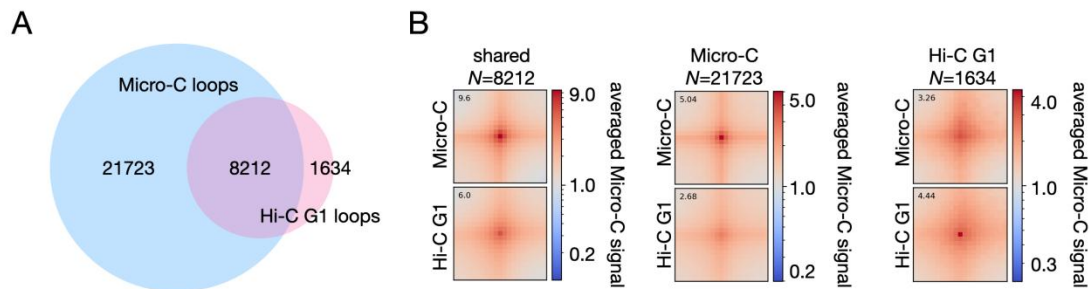 A
Micro-C loops
21723
8212
1634
Hi-C G1 loops
B
shared
N=8212
Micro-C
9.6
Hi-C G1
6.0
9.0
1.0
0.2
averaged Micro-C signal
Micro-C
N=21723
Micro-C
5.04
Hi-C G1
2.68
5.0
1.0
0.2
averaged Micro-C signal
Hi-C G1
N=1634
Micro-C
3.26
Hi-C G1
4.44
4.0
1.0
0.3
averaged Micro-C signal